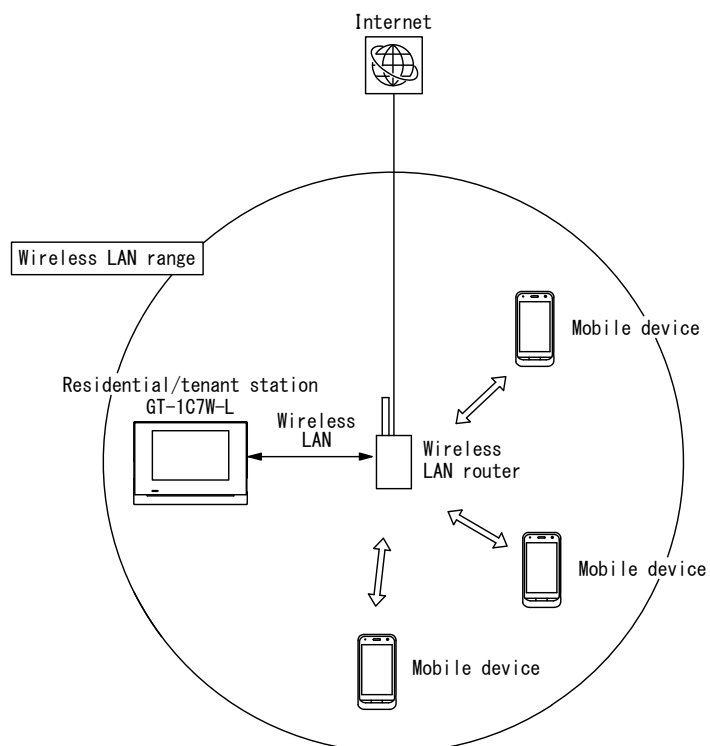 Internet
Wireless LAN range
Mobile device
Residential/tenant station
GT-1C7W-L
Wireless
LAN
Wireless
LAN router
Mobile device
Mobile device